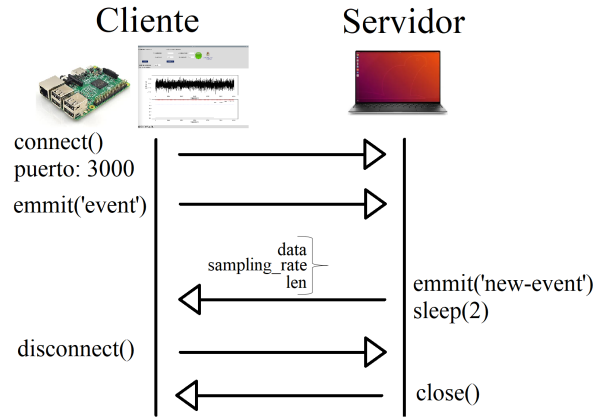 Cliente
Servidor
connect()
puerto: 3000
emmit('event')
data
sampling_rate
len
emmit('new-event')
sleep(2)
disconnect()
close()